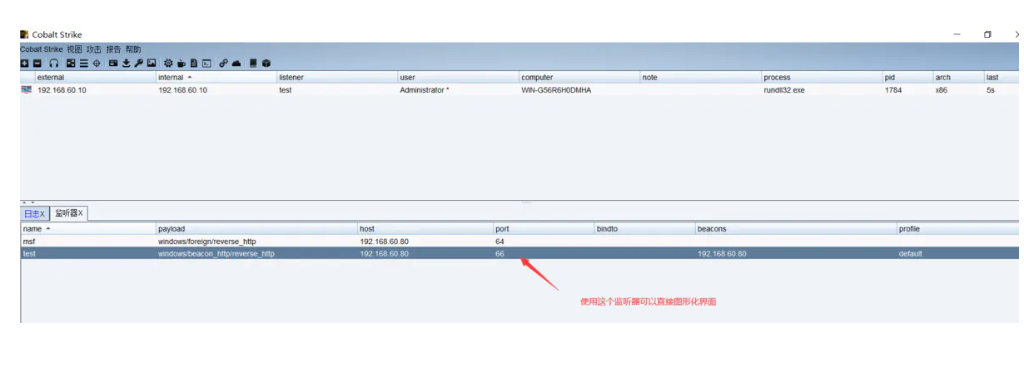 Cobalt Strike
Cobalt Strike 视图 攻击 报告 帮助
external internal listener user computer note process pid arch last
192.168.60.10 192.168.60.10 test Administrator * WIN-G56R6H0DMHA rundll32.exe 1784 x86 5s
日志X 监听器X
name payload host port bindto beacons profile
msf windows/foreign/reverse_http 192.168.60.80 64
test windows/beacon_http/reverse_http 192.168.60.80 66 192.168.60.80 default
使用这个监听器可以直接图形化界面